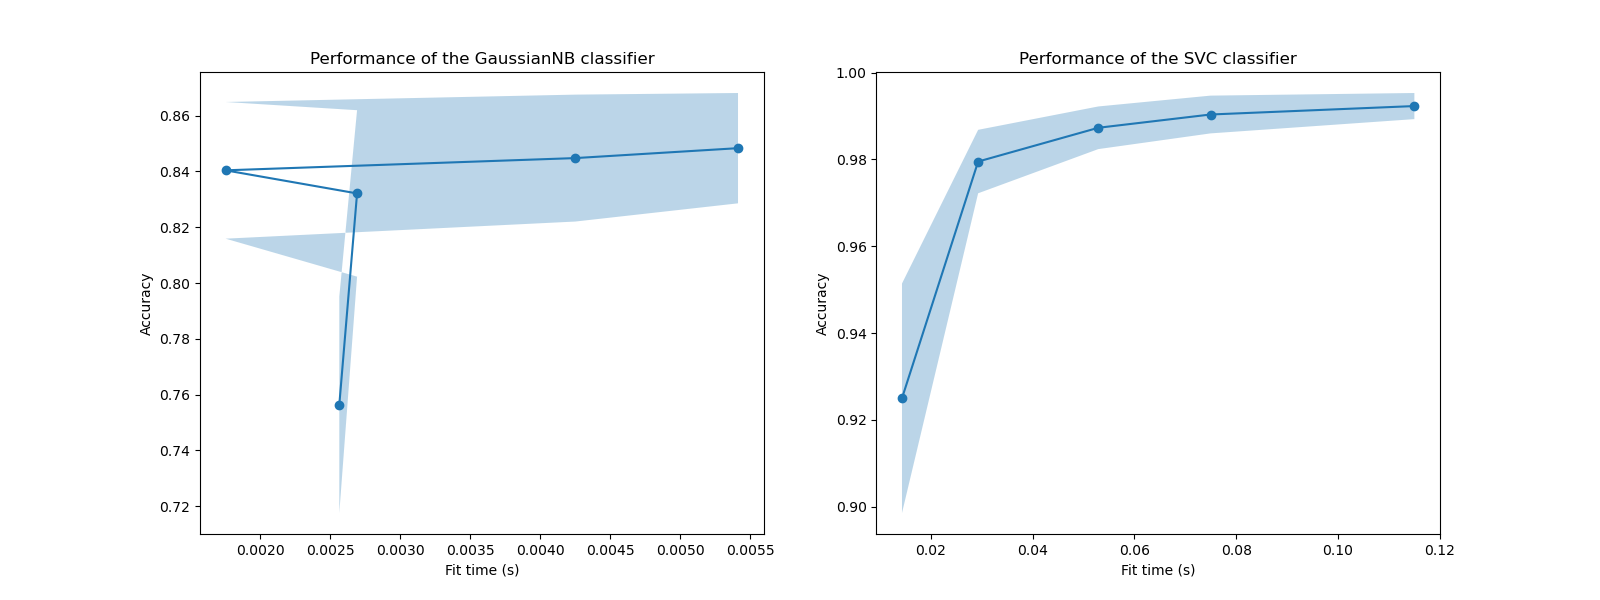 Performance of the GaussianNB classifier
Accuracy
0.86
0.84
0.82
0.80
0.78
0.76
0.74
0.72
0.0020 0.0025 0.0030 0.0035 0.0040 0.0045 0.0050 0.0055
Fit time (s)
Performance of the SVC classifier
Accuracy
1.00
0.98
0.96
0.94
0.92
0.90
0.02 0.04 0.06 0.08 0.10 0.12
Fit time (s)